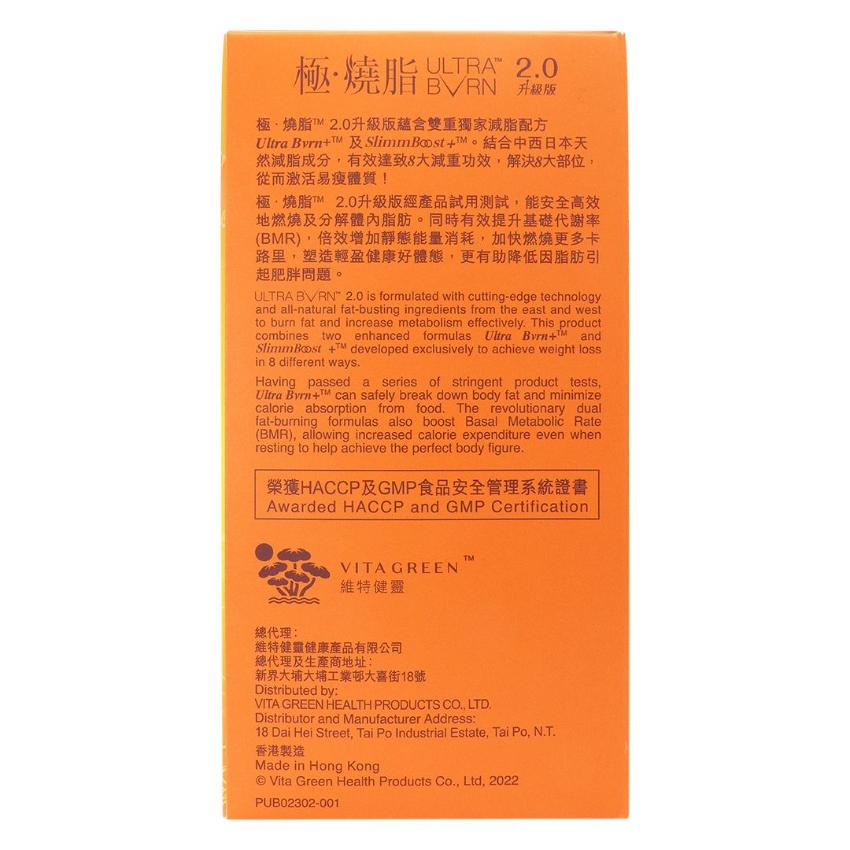 極·燒脂 ULTRA™ BVRN 2.0 升級版
極·燒脂™ 2.0升級版蘊含雙重獨家減脂配方
Ultra Bvrn+™ 及SlimmBoost+™。結合中西日本天
然減脂成分，有效達致8大減重功效，解決8大部位，
從而激活易瘦體質！
極·燒脂™ 2.0升級版經產品試用測試，能安全高效
地燃燒及分解體內脂肪。同時有效提升基礎代謝率
(BMR)，倍效增加靜態能量消耗，加快燃燒更多卡
路里，塑造輕盈健康好體態，更有助降低因脂肪引
起肥胖問題。
ULTRA BVRN™ 2.0 is formulated with cutting-edge technology
and all-natural fat-busting ingredients from the east and west
to burn fat and increase metabolism effectively. This product
combines two enhanced formulas Ultra Bvrn+™ and
SlimmBoost +™ developed exclusively to achieve weight loss
in 8 different ways.
Having passed a series of stringent product tests,
Ultra Bvrn+™ can safely break down body fat and minimize
calorie absorption from food. The revolutionary dual
fat-burning formulas also boost Basal Metabolic Rate
(BMR), allowing increased calorie expenditure even when
resting to help achieve the perfect body figure.
榮獲HACCP及GMP食品安全管理系統證書
Awarded HACCP and GMP Certification
VITA GREEN™
維特健靈
總代理：
維特健靈健康產品有限公司
總代理及生產商地址：
新界大埔大埔工業邨大喜街18號
Distributed by:
VITA GREEN HEALTH PRODUCTS CO., LTD.
Distributor and Manufacturer Address:
18 Dai Hei Street, Tai Po Industrial Estate, Tai Po, N.T.
香港製造
Made in Hong Kong
© Vita Green Health Products Co., Ltd, 2022
PUB02302-001